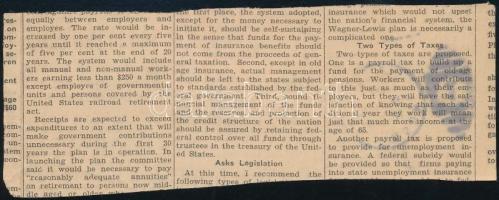 equally between employers and
employes. The rate would be in-
creased by one per cent every five
years until it reached a maximum
of five per cent at the end of 20
years. The system would include
all manual and non-manual work-
ers earning less than $250 a month
except employes of government
units and persons covered by the
United States railroad retirement
act.
Receipts are expected to exceed
expenditures to an extent that will
make government contributions
unnecessary during the first 30
years the plan is in operation. In
launching the plan the committee
said it would be necessary to pay
"reasonably adequate annuities"
on retirement to persons now mid-
dle aged or older who
the first place, the system adopted,
except for the money necessary to
initiate it, should be self-sustaining
in the sense that funds for the pay-
ment of insurance benefits should
not come from the proceeds of gen-
eral taxation. Second, except in old
age insurance, actual management
should be left to the states subject
to standards established by the fed-
eral government. Third, sound
management of the funds
and the reserves and protection of
the credit structure of the nation
should be assured by retaining fed-
eral control over all funds through
trustees in the treasury of the Unit-
ed States.
Asks Legislation
At this time, I recommend the
following types of
insurance which would not upset
the nation's financial system, the
Wagner-Lewis plan is necessarily a
complicated one.
Two Types of Taxes
Two types of taxes are proposed.
One is a payroll tax to build up a
fund for the payment of old age
pensions. Workers will contribute
to this just as much as their em-
ployers, but they will have the sat-
isfaction of knowing that each
year they work will mean
just that much more income at the
age of 65.
Another payroll tax is proposed
to provide for unemployment in-
surance. A federal subsidy would
be provided so that firms paying
into state unemployment insurance